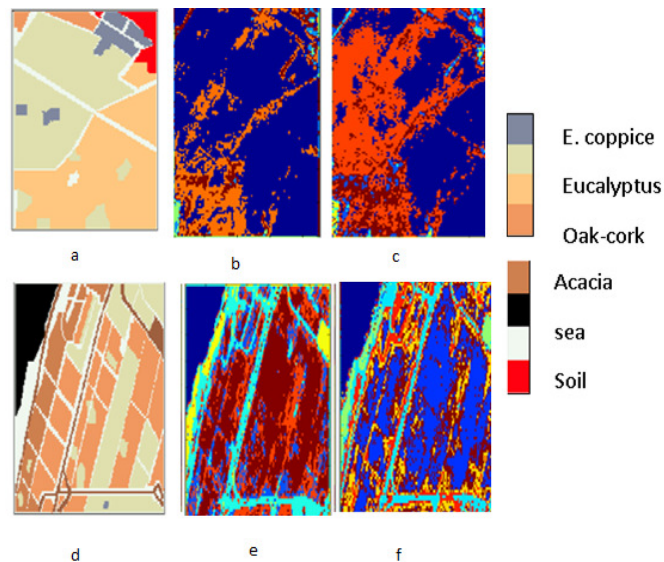 E. coppice
Eucalyptus
Oak-cork
a
b
c
Acacia
sea
Soil
d
e
f